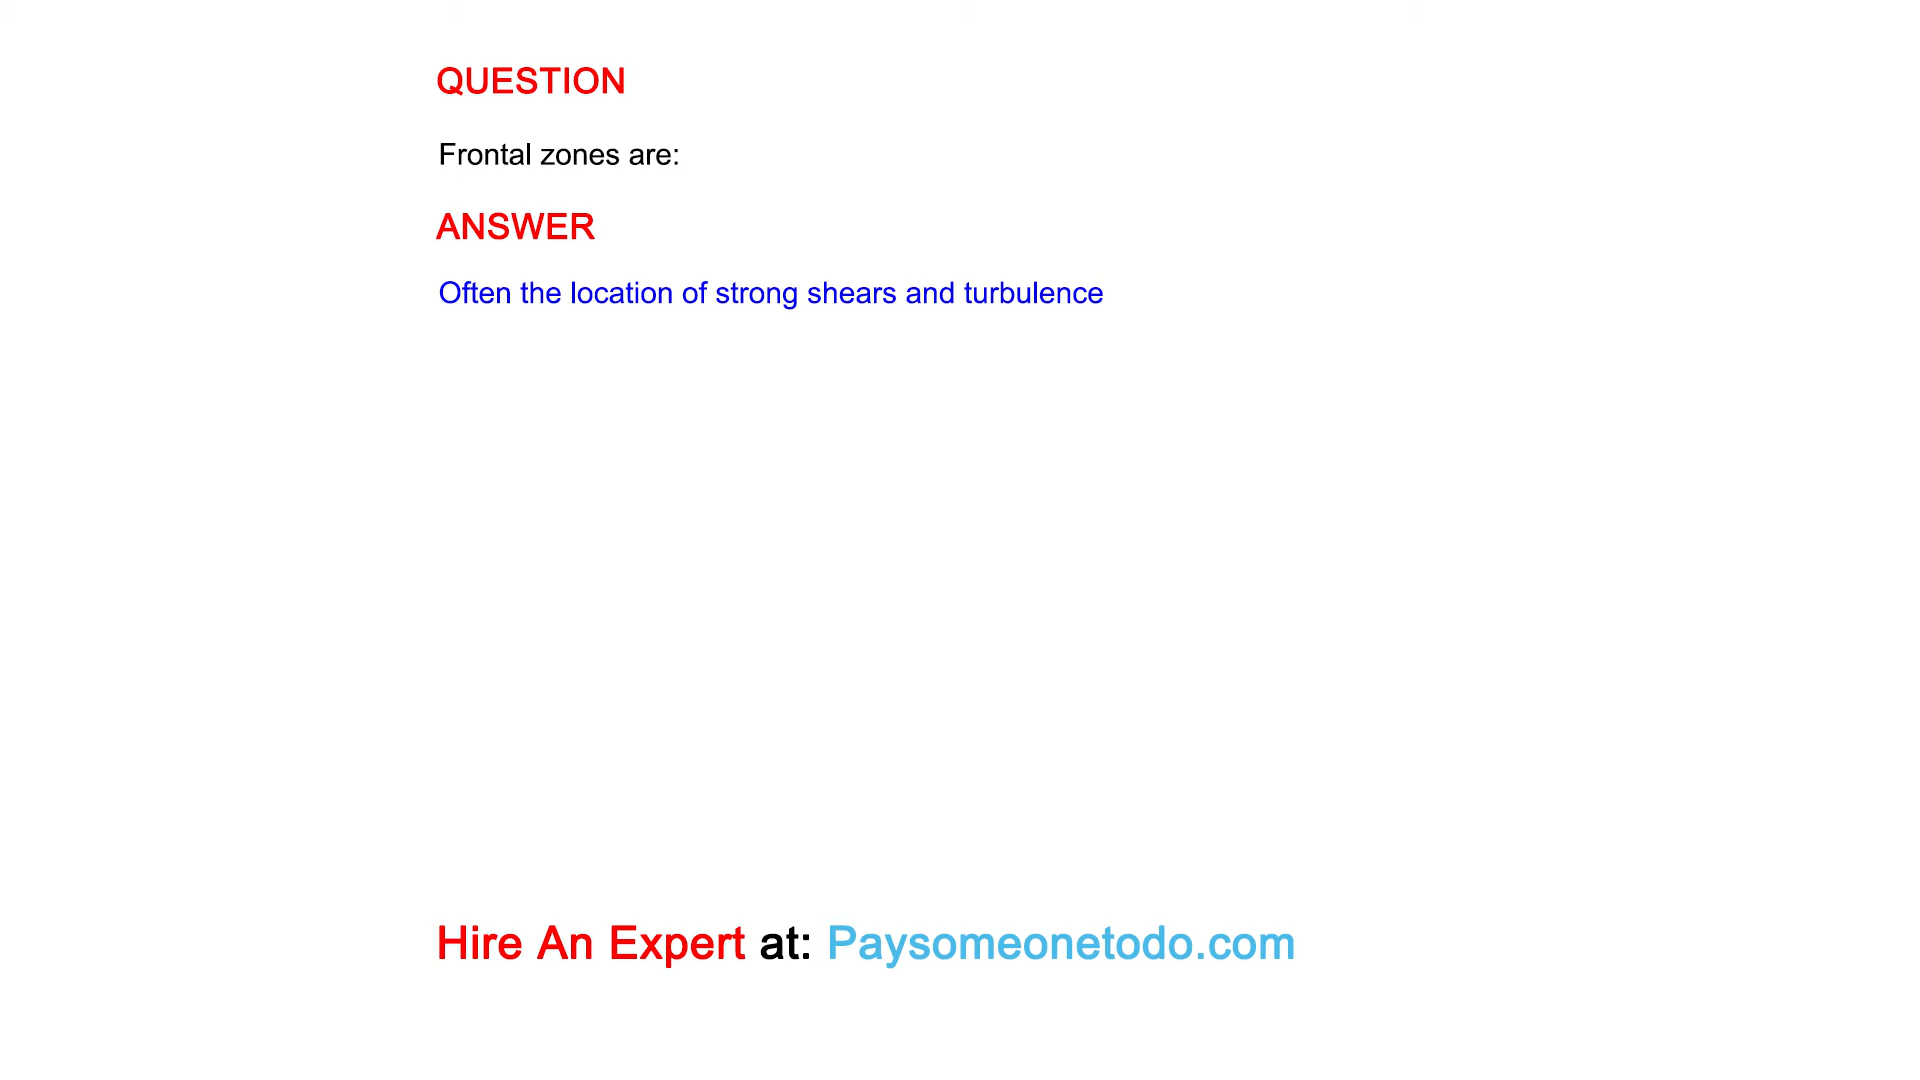 QUESTION
Frontal zones are:
ANSWER
Often the location of strong shears and turbulence
Hire An Expert at: Paysomeonetodo.com